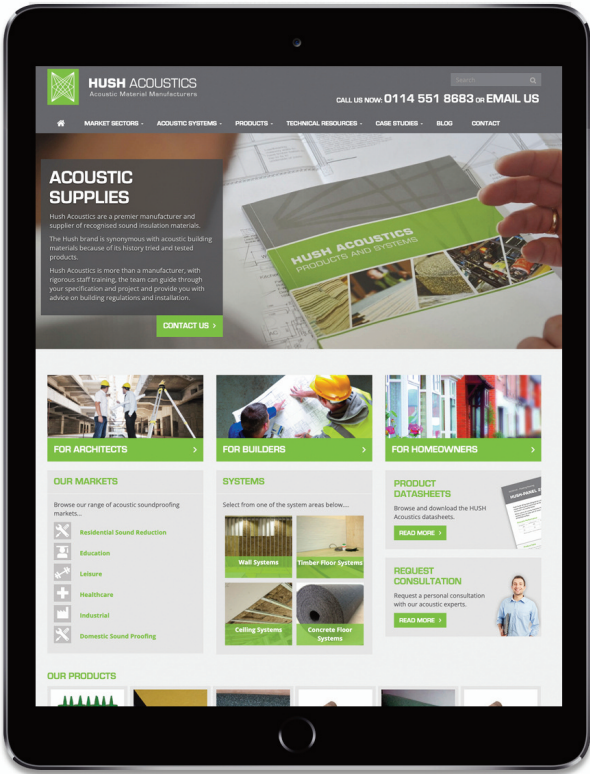 HUSH ACOUSTICS
Acoustic Material Manufacturers
Search
CALL US NOW: 0114 551 8683 OR EMAIL US
MARKET SECTORS
ACOUSTIC SYSTEMS
PRODUCTS
TECHNICAL RESOURCES
CASE STUDIES
BLOG
CONTACT
ACOUSTIC
SUPPLIES
Hush Acoustics are a premier manufacturer and
supplier of recognised sound insulation materials.
The Hush brand is synonymous with acoustic building
materials because of its history tried and tested
products.
Hush Acoustics is more than a manufacturer, with
rigorous staff training, the team can guide through
your specification and project and provide you with
advice on building regulations and installation.
CONTACT US >
HUSH ACOUSTICS
PRODUCTS AND SYSTEMS
FOR ARCHITECTS >
FOR BUILDERS >
FOR HOMEOWNERS >
OUR MARKETS
Browse our range of acoustic soundproofing
markets...
Residential Sound Reduction
Education
Leisure
Healthcare
Industrial
Domestic Sound Proofing
SYSTEMS
Select from one of the system areas below....
Wall Systems
Timber Floor Systems
Ceiling Systems
Concrete Floor
Systems
PRODUCT
DATASHEETS
Browse and download the HUSH
Acoustics datasheets.
READ MORE >
HUSH-PANEL
REQUEST
CONSULTATION
Request a personal consultation
with our acoustic experts.
READ MORE >
OUR PRODUCTS